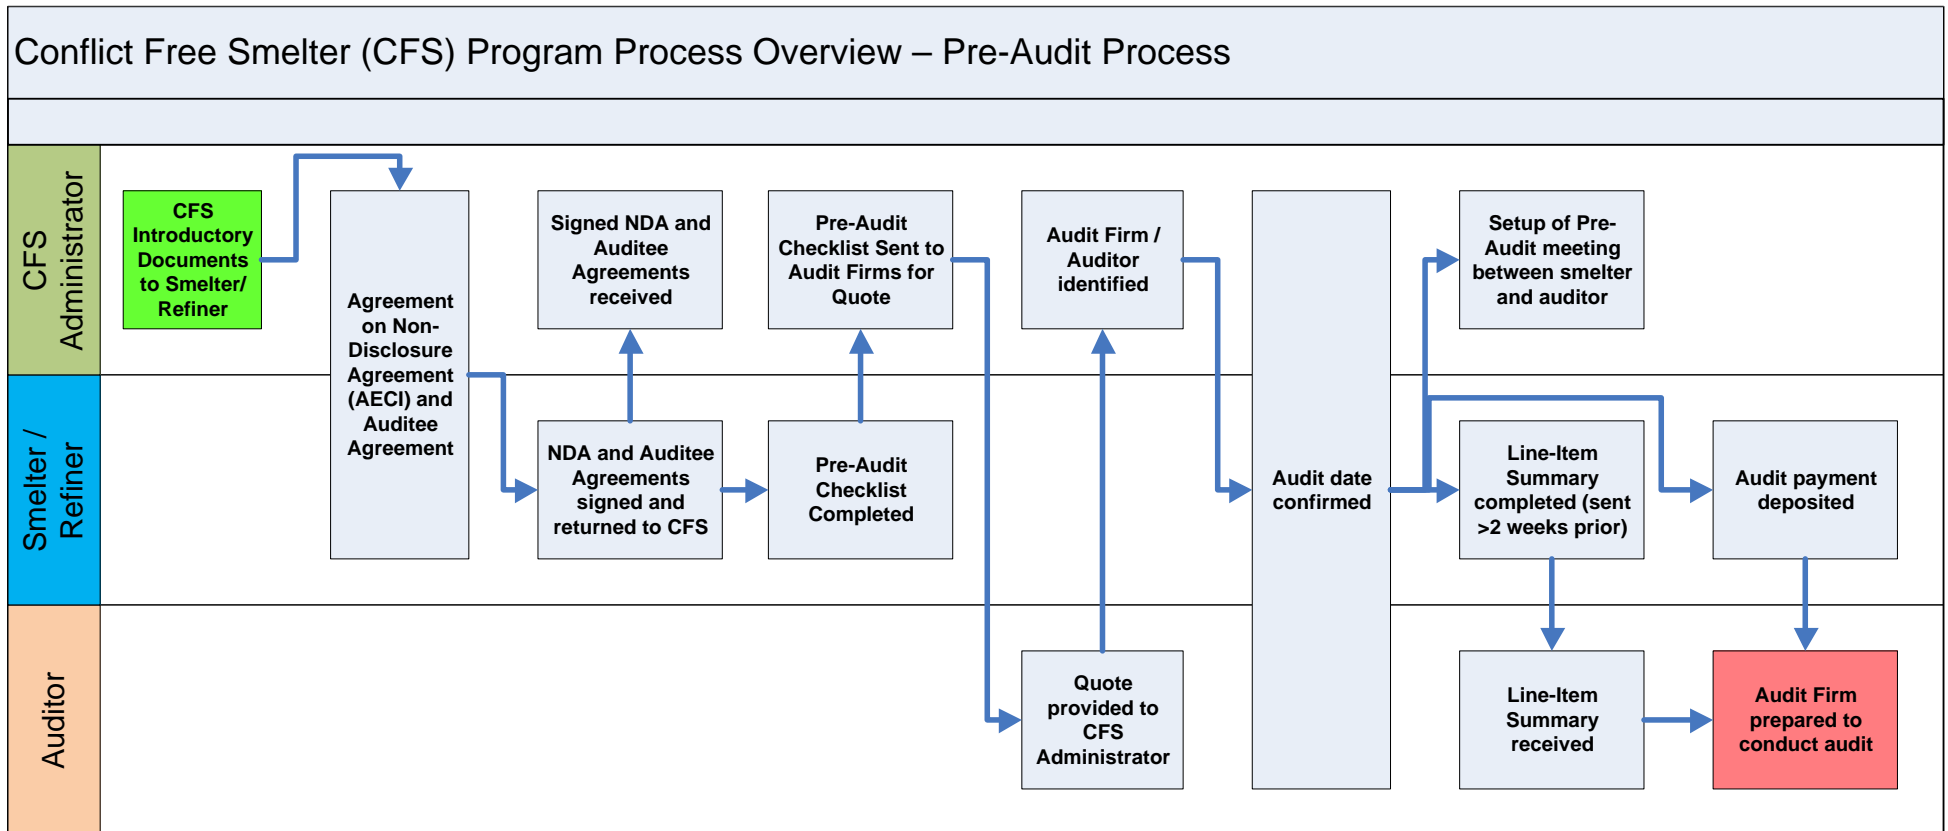 Conflict Free Smelter (CFS) Program Process Overview – Pre-Audit Process
CFS
Administrator
CFS
Introductory
Documents
to Smelter/
Refiner
Agreement
on Non-
Disclosure
Agreement
(AECI) and
Auditee
Agreement
Signed NDA and
Auditee
Agreements
received
Pre-Audit
Checklist Sent to
Audit Firms for
Quote
Audit Firm /
Auditor
identified
Audit date
confirmed
Setup of Pre-
Audit meeting
between smelter
and auditor
Smelter /
Refiner
NDA and Auditee
Agreements
signed and
returned to CFS
Pre-Audit
Checklist
Completed
Line-Item
Summary
completed (sent
>2 weeks prior)
Audit payment
deposited
Auditor
Quote
provided to
CFS
Administrator
Line-Item
Summary
received
Audit Firm
prepared to
conduct audit